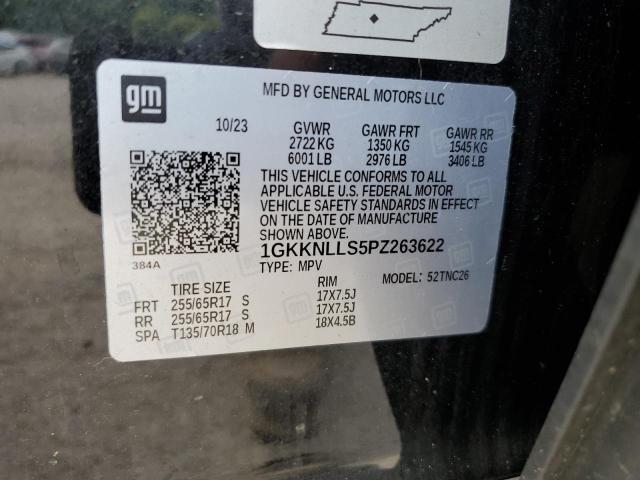 gm
MFD BY GENERAL MOTORS LLC
10/23 GVWR GAWR FRT GAWR RR
2722 KG 1350 KG 1545 KG
6001 LB 2976 LB 3406 LB
THIS VEHICLE CONFORMS TO ALL
APPLICABLE U.S. FEDERAL MOTOR
VEHICLE SAFETY STANDARDS IN EFFECT
ON THE DATE OF MANUFACTURE
SHOWN ABOVE.
384A
1GKKNLLS5PZ263622
TYPE: MPV MODEL: 52TNC26
TIRE SIZE RIM
FRT 255/65R17 S 17X7.5J
RR 255/65R17 S 17X7.5J
SPA T135/70R18 M 18X4.5B